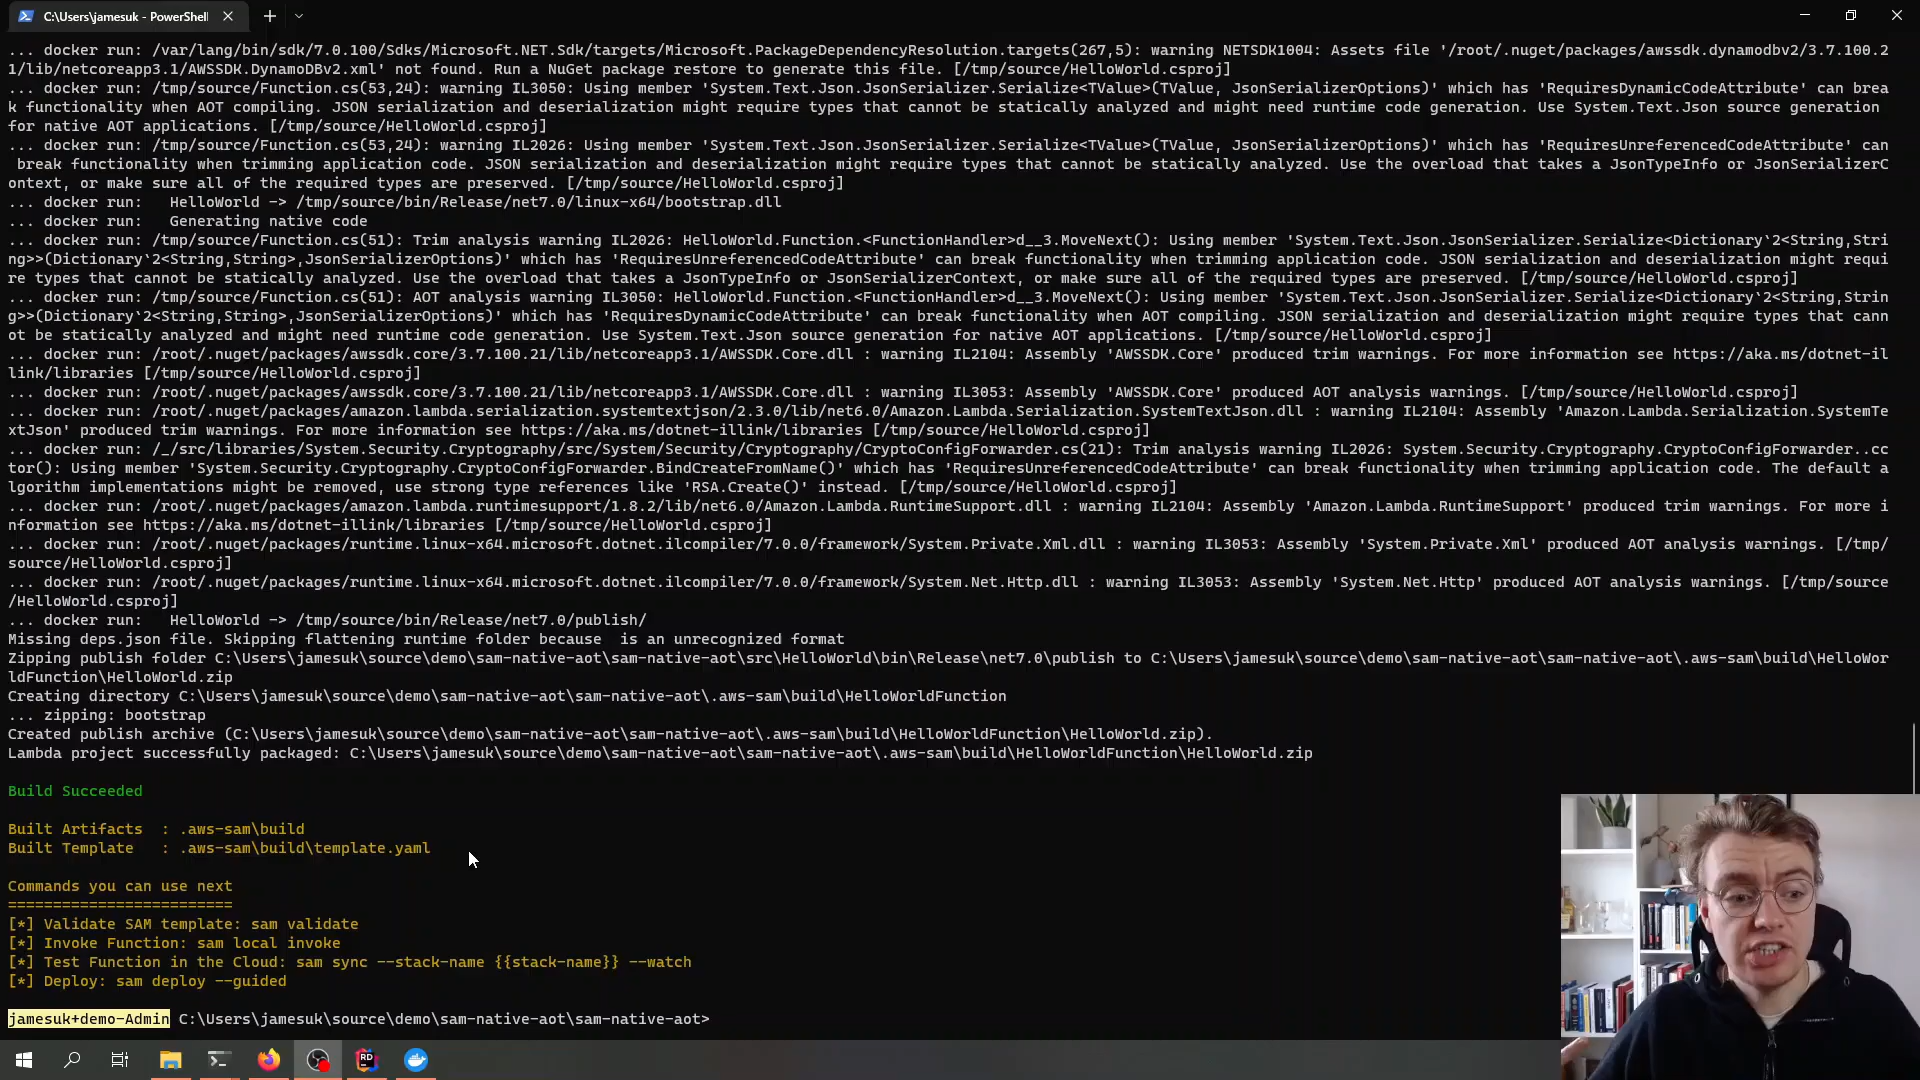 C:\Users\jamesuk - PowerShell
... docker run: /var/lang/bin/sdk/7.0.100/Sdks/Microsoft.NET.Sdk/targets/Microsoft.PackageDependencyResolution.targets(267,5): warning NETSDK1004: Assets file '/root/.nuget/packages/awssdk.dynamodbv2/3.7.100.2
1/lib/netcoreapp3.1/AWSSDK.DynamoDBv2.xml' not found. Run a NuGet package restore to generate this file. [/tmp/source/HelloWorld.csproj]
... docker run: /tmp/source/Function.cs(53,24): warning IL3050: Using member 'System.Text.Json.JsonSerializer.Serialize<TValue>(TValue, JsonSerializerOptions)' which has 'RequiresDynamicCodeAttribute' can brea
k functionality when AOT compiling. JSON serialization and deserialization might require types that cannot be statically analyzed and might need runtime code generation. Use System.Text.Json source generation
for native AOT applications. [/tmp/source/HelloWorld.csproj]
... docker run: /tmp/source/Function.cs(53,24): warning IL2026: Using member 'System.Text.Json.JsonSerializer.Serialize<TValue>(TValue, JsonSerializerOptions)' which has 'RequiresUnreferencedCodeAttribute' can
break functionality when trimming application code. JSON serialization and deserialization might require types that cannot be statically analyzed. Use the overload that takes a JsonTypeInfo or JsonSerializerC
ontext, or make sure all of the required types are preserved. [/tmp/source/HelloWorld.csproj]
... docker run:   HelloWorld -> /tmp/source/bin/Release/net7.0/linux-x64/bootstrap.dll
... docker run:   Generating native code
... docker run: /tmp/source/Function.cs(51): Trim analysis warning IL2026: HelloWorld.Function.<FunctionHandler>d__3.MoveNext(): Using member 'System.Text.Json.JsonSerializer.Serialize<Dictionary`2<String,Stri
ng>>(Dictionary`2<String,String>,JsonSerializerOptions)' which has 'RequiresUnreferencedCodeAttribute' can break functionality when trimming application code. JSON serialization and deserialization might requi
re types that cannot be statically analyzed. Use the overload that takes a JsonTypeInfo or JsonSerializerContext, or make sure all of the required types are preserved. [/tmp/source/HelloWorld.csproj]
... docker run: /tmp/source/Function.cs(51): AOT analysis warning IL3050: HelloWorld.Function.<FunctionHandler>d__3.MoveNext(): Using member 'System.Text.Json.JsonSerializer.Serialize<Dictionary`2<String,Strin
g>>(Dictionary`2<String,String>,JsonSerializerOptions)' which has 'RequiresDynamicCodeAttribute' can break functionality when AOT compiling. JSON serialization and deserialization might require types that cann
ot be statically analyzed and might need runtime code generation. Use System.Text.Json source generation for native AOT applications. [/tmp/source/HelloWorld.csproj]
... docker run: /root/.nuget/packages/awssdk.core/3.7.100.21/lib/netcoreapp3.1/AWSSDK.Core.dll : warning IL2104: Assembly 'AWSSDK.Core' produced trim warnings. For more information see https://aka.ms/dotnet-il
link/libraries [/tmp/source/HelloWorld.csproj]
... docker run: /root/.nuget/packages/awssdk.core/3.7.100.21/lib/netcoreapp3.1/AWSSDK.Core.dll : warning IL3053: Assembly 'AWSSDK.Core' produced AOT analysis warnings. [/tmp/source/HelloWorld.csproj]
... docker run: /root/.nuget/packages/amazon.lambda.serialization.systemtextjson/2.3.0/lib/net6.0/Amazon.Lambda.Serialization.SystemTextJson.dll : warning IL2104: Assembly 'Amazon.Lambda.Serialization.SystemTe
xtJson' produced trim warnings. For more information see https://aka.ms/dotnet-illink/libraries [/tmp/source/HelloWorld.csproj]
... docker run: /_/src/libraries/System.Security.Cryptography/src/System/Security/Cryptography/CryptoConfigForwarder.cs(21): Trim analysis warning IL2026: System.Security.Cryptography.CryptoConfigForwarder..cc
tor(): Using member 'System.Security.Cryptography.CryptoConfigForwarder.BindCreateFromName()' which has 'RequiresUnreferencedCodeAttribute' can break functionality when trimming application code. The default a
lgorithm implementations might be removed, use strong type references like 'RSA.Create()' instead. [/tmp/source/HelloWorld.csproj]
... docker run: /root/.nuget/packages/amazon.lambda.runtimesupport/1.8.2/lib/net6.0/Amazon.Lambda.RuntimeSupport.dll : warning IL2104: Assembly 'Amazon.Lambda.RuntimeSupport' produced trim warnings. For more i
nformation see https://aka.ms/dotnet-illink/libraries [/tmp/source/HelloWorld.csproj]
... docker run: /root/.nuget/packages/runtime.linux-x64.microsoft.dotnet.ilcompiler/7.0.0/framework/System.Private.Xml.dll : warning IL3053: Assembly 'System.Private.Xml' produced AOT analysis warnings. [/tmp/
source/HelloWorld.csproj]
... docker run: /root/.nuget/packages/runtime.linux-x64.microsoft.dotnet.ilcompiler/7.0.0/framework/System.Net.Http.dll : warning IL3053: Assembly 'System.Net.Http' produced AOT analysis warnings. [/tmp/source
/HelloWorld.csproj]
... docker run:   HelloWorld -> /tmp/source/bin/Release/net7.0/publish/
Missing deps.json file. Skipping flattening runtime folder because  is an unrecognized format
Zipping publish folder C:\Users\jamesuk\source\demo\sam-native-aot\sam-native-aot\src\HelloWorld\bin\Release\net7.0\publish to C:\Users\jamesuk\source\demo\sam-native-aot\sam-native-aot\.aws-sam\build\HelloWor
ldFunction\HelloWorld.zip
Creating directory C:\Users\jamesuk\source\demo\sam-native-aot\sam-native-aot\.aws-sam\build\HelloWorldFunction
... zipping: bootstrap
Created publish archive (C:\Users\jamesuk\source\demo\sam-native-aot\sam-native-aot\.aws-sam\build\HelloWorldFunction\HelloWorld.zip).
Lambda project successfully packaged: C:\Users\jamesuk\source\demo\sam-native-aot\sam-native-aot\.aws-sam\build\HelloWorldFunction\HelloWorld.zip
Build Succeeded
Built Artifacts  : .aws-sam\build
Built Template   : .aws-sam\build\template.yaml
Commands you can use next
=========================
[*] Validate SAM template: sam validate
[*] Invoke Function: sam local invoke
[*] Test Function in the Cloud: sam sync --stack-name {{stack-name}} --watch
[*] Deploy: sam deploy --guided
jamesuk+demo-Admin C:\Users\jamesuk\source\demo\sam-native-aot\sam-native-aot>
RD